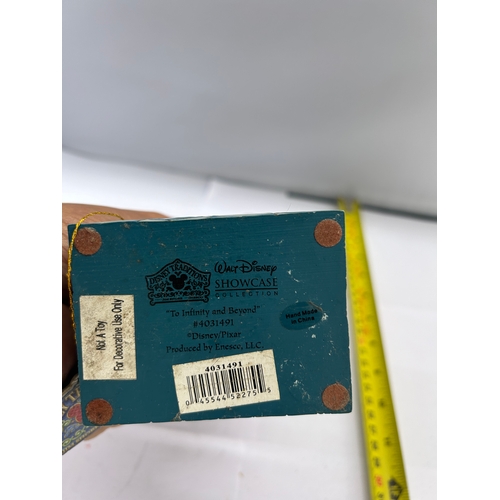 DISNEY TRADITIONS
WALT DISNEY
SHOWCASE
COLLECTION
"To Infinity and Beyond"
#4031491
©Disney/Pixar
Produced by Enesco, LLC
Hand Made
in China
Not A Toy
For Decorative Use Only
4031491
0 45544 52275 5